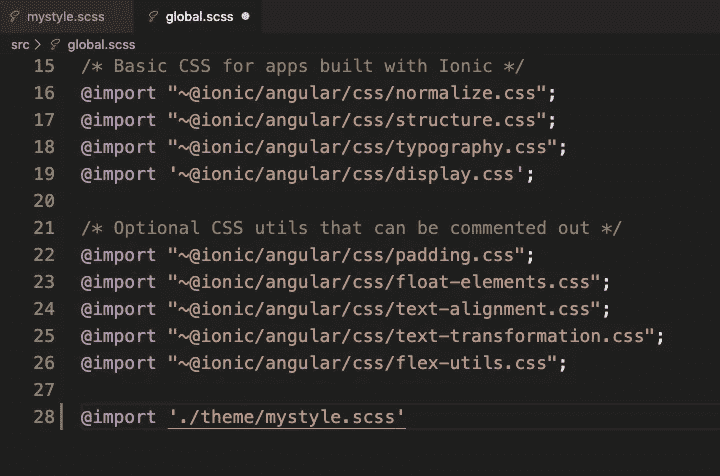 mystyle.scss global.scss
src > global.scss
15 /* Basic CSS for apps built with Ionic */
16 @import "~@ionic/angular/css/normalize.css";
17 @import "~@ionic/angular/css/structure.css";
18 @import "~@ionic/angular/css/typography.css";
19 @import '~@ionic/angular/css/display.css';
20
21 /* Optional CSS utils that can be commented out */
22 @import "~@ionic/angular/css/padding.css";
23 @import "~@ionic/angular/css/float-elements.css";
24 @import "~@ionic/angular/css/text-alignment.css";
25 @import "~@ionic/angular/css/text-transformation.css";
26 @import "~@ionic/angular/css/flex-utils.css";
27
28 @import './theme/mystyle.scss'